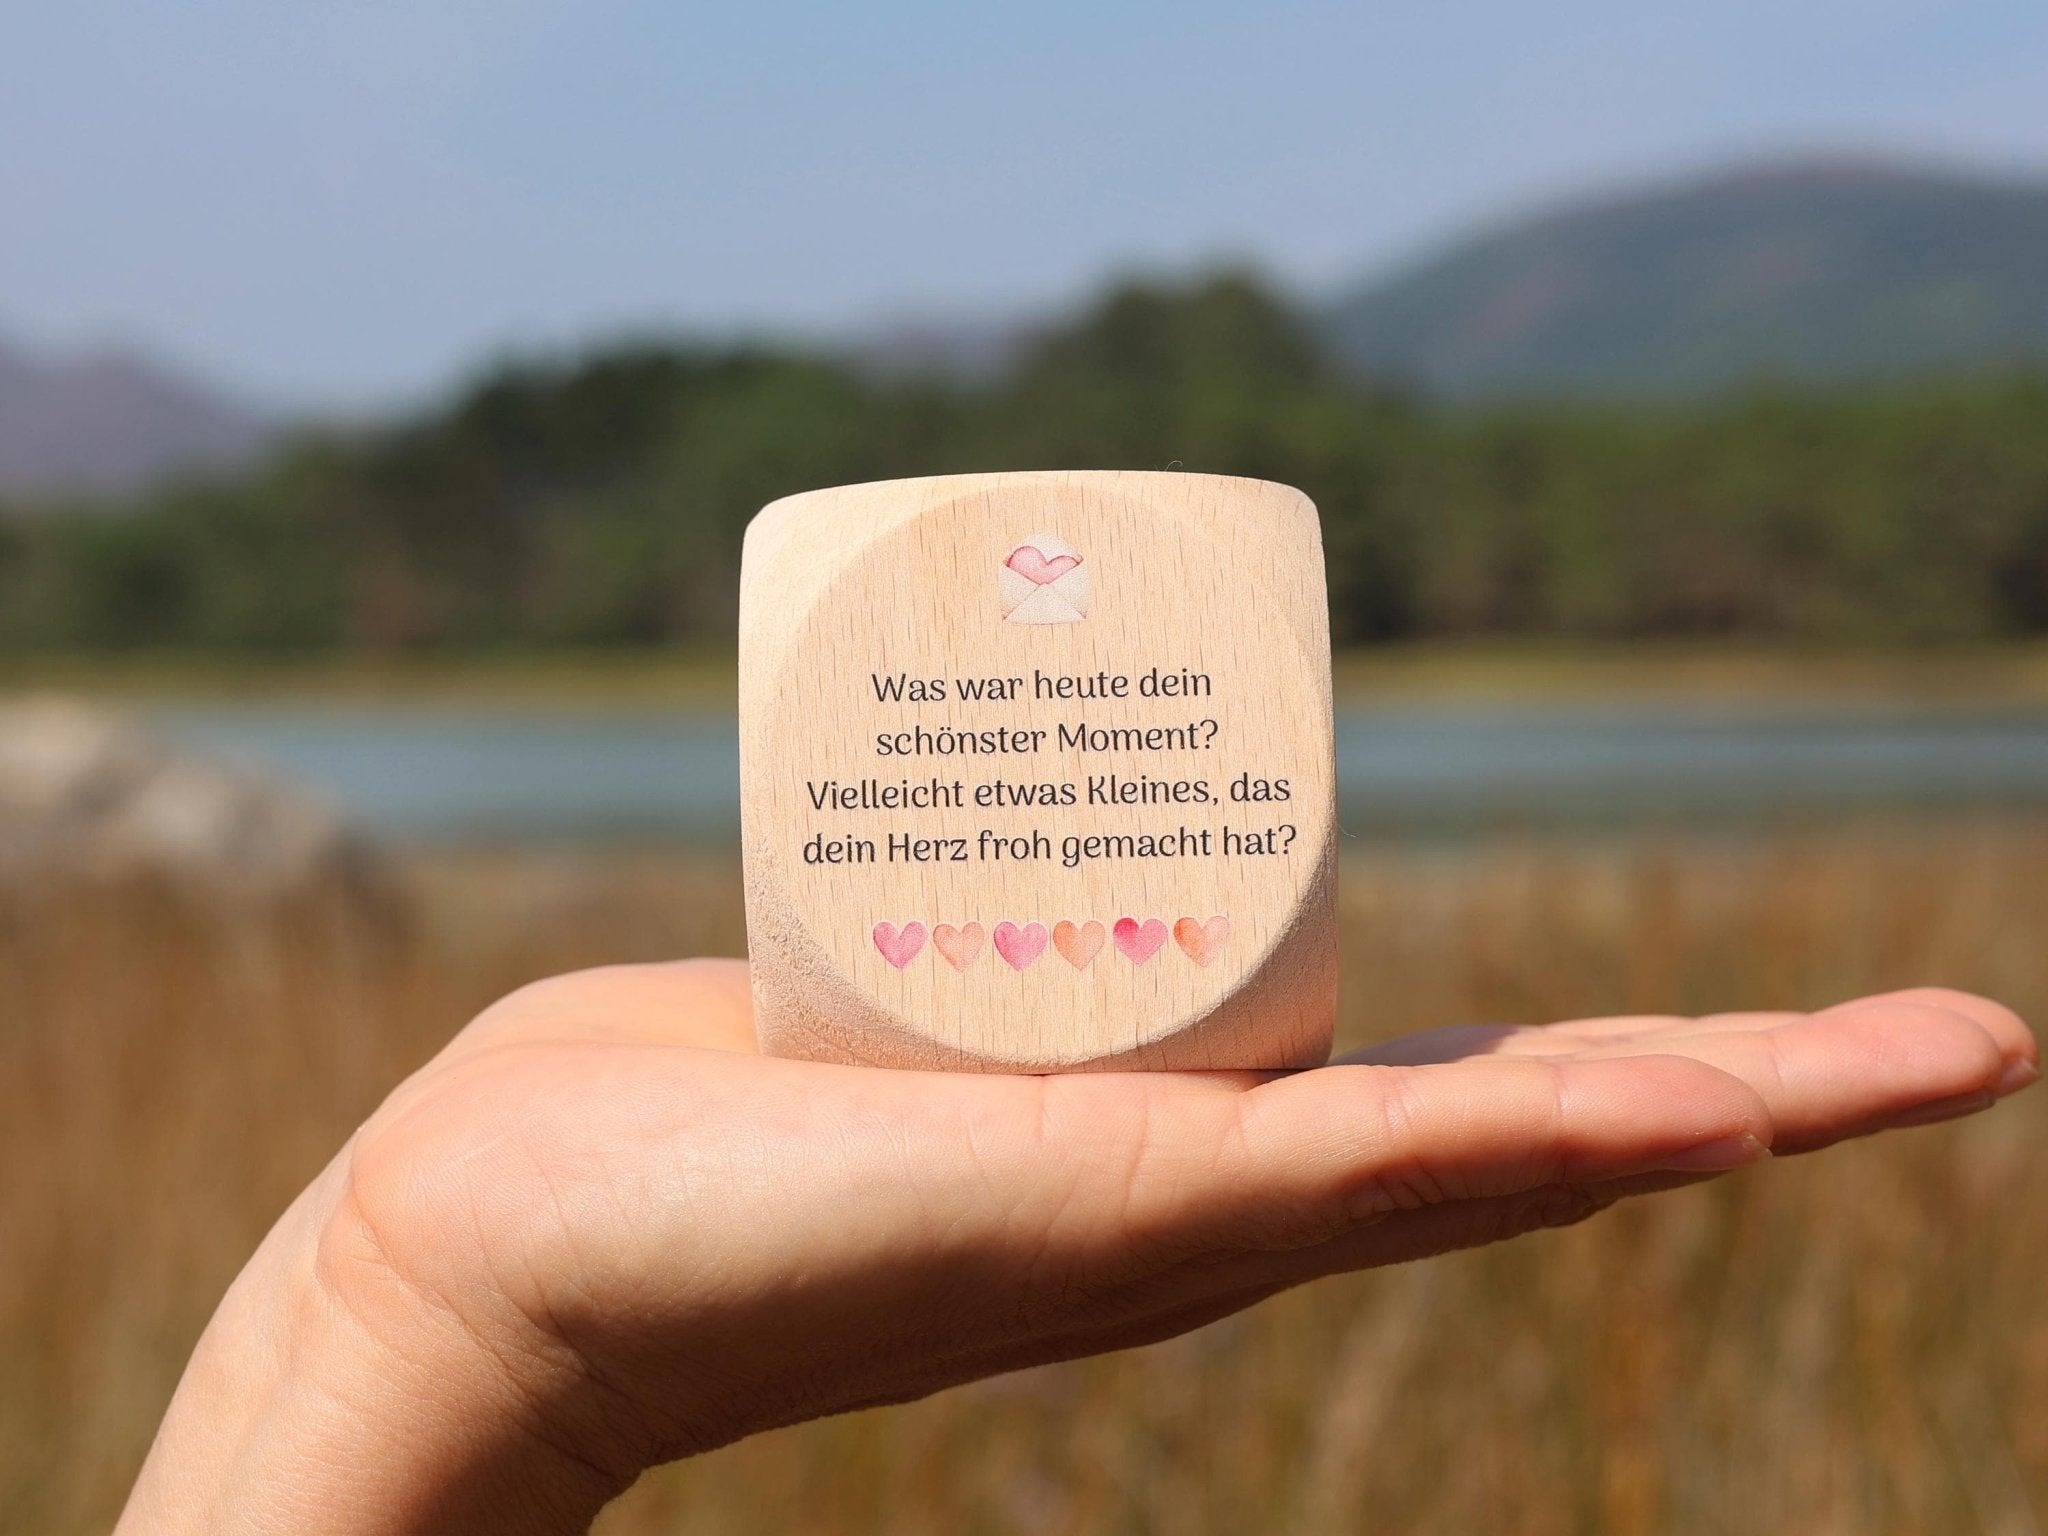 Was war heute dein
schönster Moment?
Vielleicht etwas Kleines, das
dein Herz froh gemacht hat?